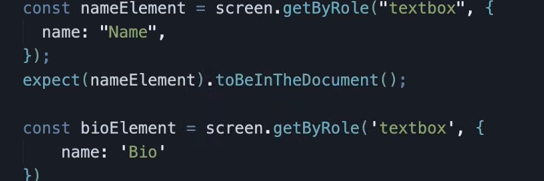 const nameElement = screen.getByRole("textbox", {
  name: "Name",
});
expect(nameElement).toBeInTheDocument();
const bioElement = screen.getByRole('textbox', {
    name: 'Bio'
})